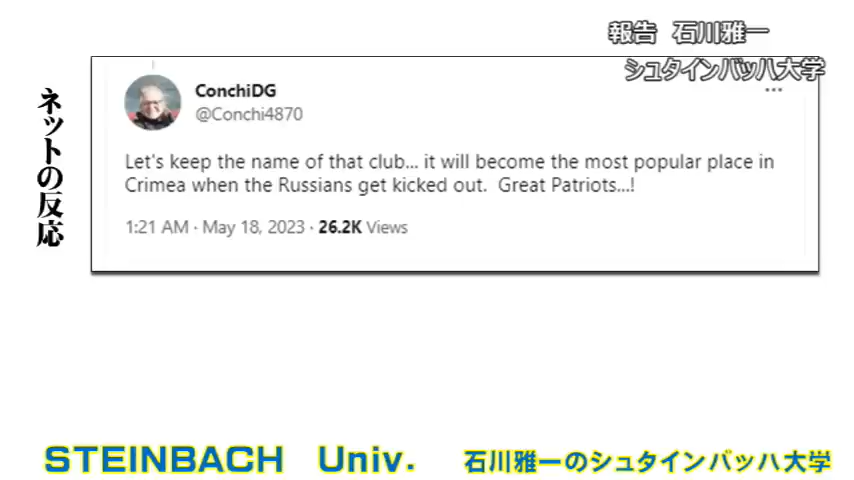 報告 石川雅一
シュタインバッハ大学
ネットの反応
ConchiDG
@Conchi4870
Let's keep the name of that club... it will become the most popular place in
Crimea when the Russians get kicked out. Great Patriots...!
1:21 AM · May 18, 2023 · 26.2K Views
STEINBACH Univ. 石川雅一のシュタインバッハ大学